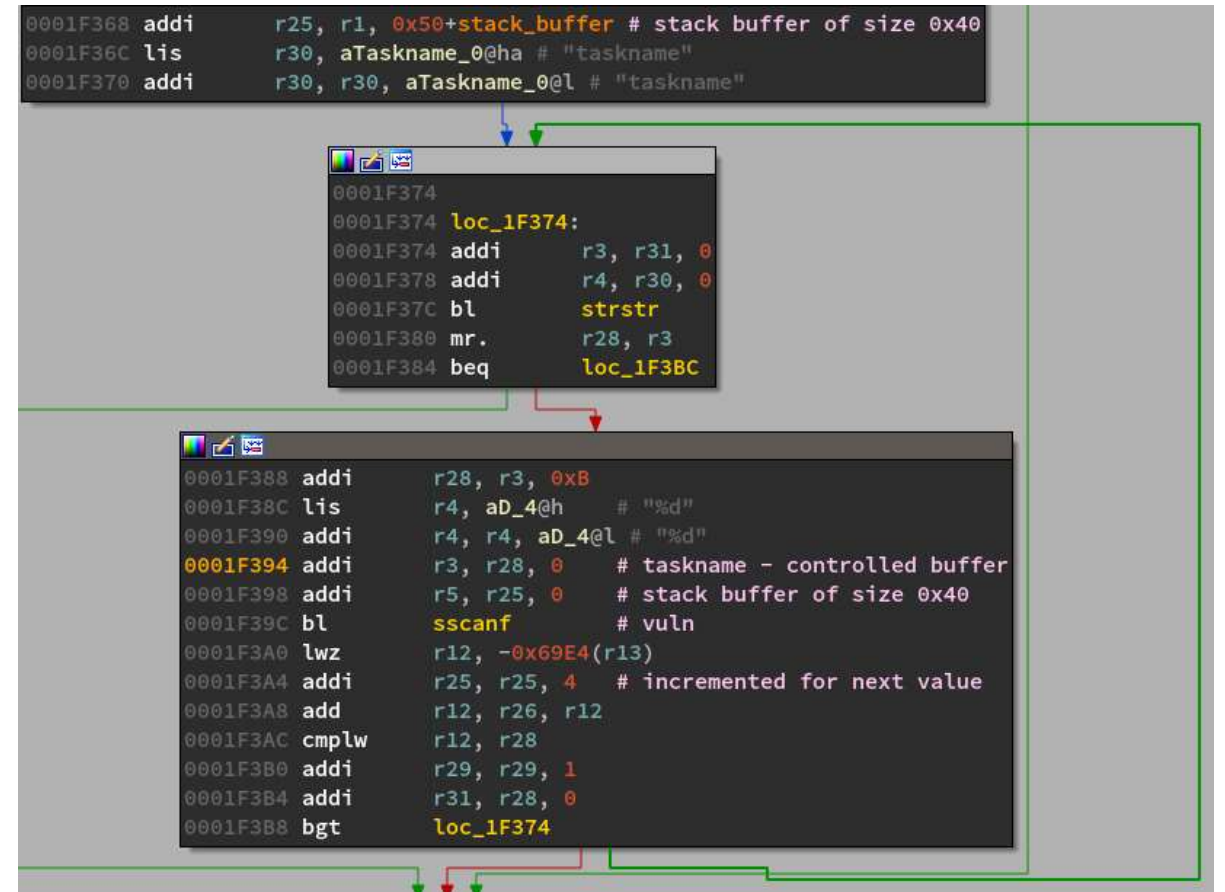 0001F368 addi r25, r1, 0x50+stack_buffer # stack buffer of size 0x40
0001F36C lis r30, aTaskname_0@ha # "taskname"
0001F370 addi r30, r30, aTaskname_0@l # "taskname"
0001F374
0001F374 loc_1F374:
0001F374 addi r3, r31, 0
0001F378 addi r4, r30, 0
0001F37C bl strstr
0001F380 mr. r28, r3
0001F384 beq loc_1F3BC
0001F388 addi r28, r3, 0xB
0001F38C lis r4, aD_4@h # "%d"
0001F390 addi r4, r4, aD_4@l # "%d"
0001F394 addi r3, r28, 0 # taskname - controlled buffer
0001F398 addi r5, r25, 0 # stack buffer of size 0x40
0001F39C bl sscanf # vuln
0001F3A0 lwz r12, -0x69E4(r13)
0001F3A4 addi r25, r25, 4 # incremented for next value
0001F3A8 add r12, r26, r12
0001F3AC cmplw r12, r28
0001F3B0 addi r29, r29, 1
0001F3B4 addi r31, r28, 0
0001F3B8 bgt loc_1F374